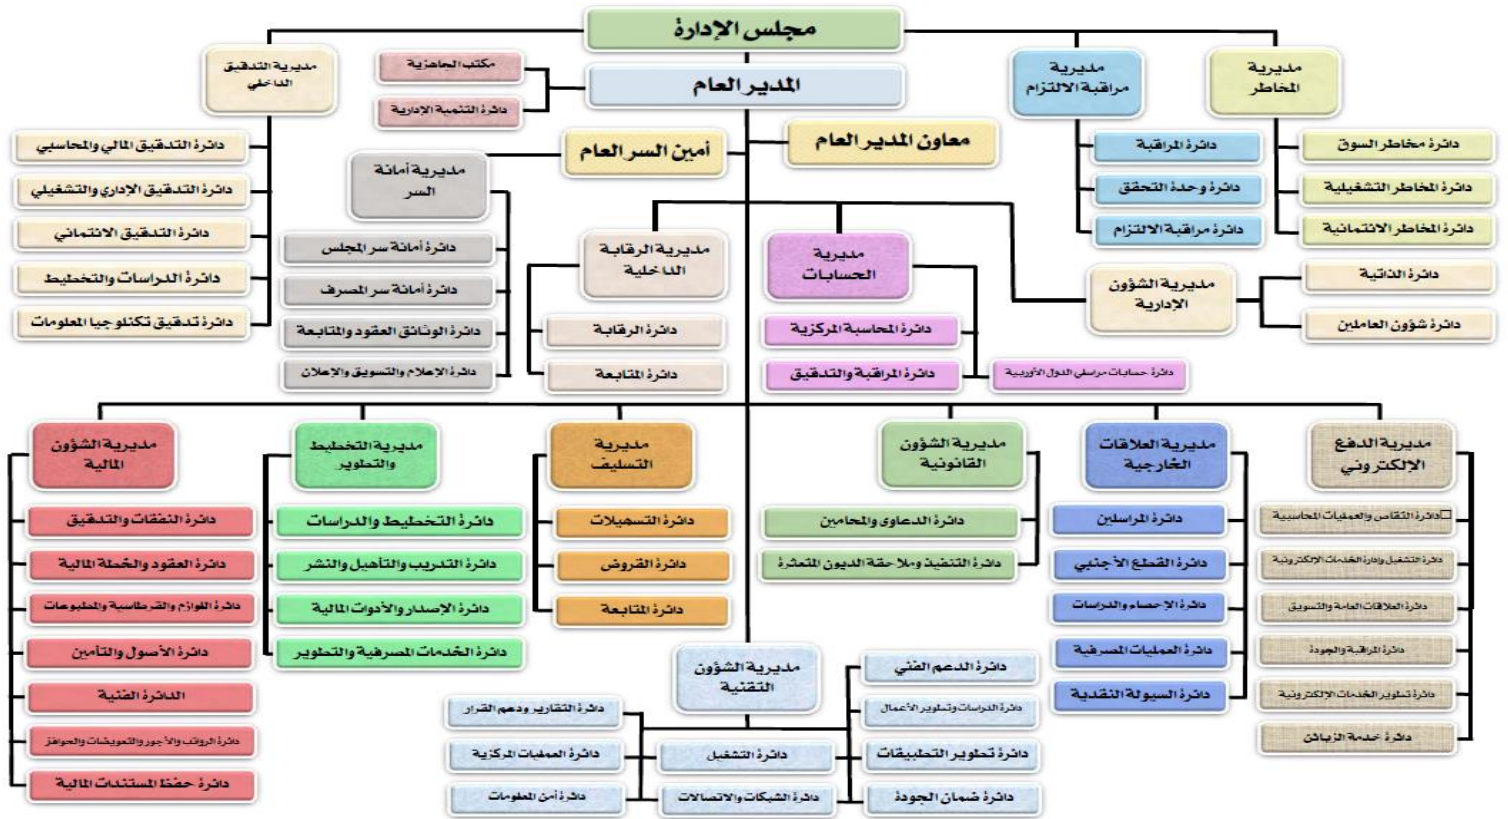 مجلس الإدارة
المدير العام
مكتب الجاهزية
دائرة التنمية الإدارية
معاون المدير العام
أمين السر العام
مديرية المخاطر
دائرة مخاطر السوق
دائرة المخاطر التشغيلية
دائرة المخاطر الائتمانية
مديرية
مراقبة الالتزام
دائرة المراقبة
دائرة وحدة التحقق
دائرة مراقبة الالتزام
مديرية التدقيق
الداخلي
دائرة التدقيق المالي والمحاسبي
دائرة التدقيق الإداري والتشغيلي
دائرة التدقيق الائتماني
دائرة الدراسات والتخطيط
دائرة تدقيق تكنلوجيا المعلومات
مديرية أمانة
السر
دائرة أمانة سر المجلس
دائرة أمانة سر المصرف
دائرة الوثائق العقود والمتابعة
دائرة الإعلام والتسويق والإعلان
مديرية الشؤون
الإدارية
دائرة الذاتية
دائرة شؤون العاملين
مديرية
الحسابات
دائرة المحاسبة المركزية
دائرة المراقبة والتدقيق
دائرة حسابات مراسلي الدول الأوربية
مديرية الرقابة
الداخلية
دائرة الرقابة
دائرة المتابعة
مديرية الدفع
الإلكتروني
دائرة التقاص والعمليات المحاسبية
دائرة التشغيل وإدارة الخدمات الإلكترونية
دائرة العلاقات العامة والتسويق
دائرة المراقبة والجودة
دائرة تطوير الخدمات الإلكترونية
دائرة خدمة الزبائن
مديرية العلاقات
الخارجية
دائرة المراسلين
دائرة القطع الأجنبي
دائرة الإحصاء والدراسات
دائرة العمليات المصرفية
دائرة السيولة النقدية
مديرية الشؤون
القانونية
دائرة الدعاوى والمحامين
دائرة التنفيذ وملاحقة الديون المتعثرة
مديرية
التسليف
دائرة التسهيلات
دائرة القروض
دائرة المتابعة
مديرية التخطيط
والتطوير
دائرة التخطيط والدراسات
دائرة التدريب والتأهيل والنشر
دائرة الإصدار والأدوات المالية
دائرة الخدمات المصرفية والتطوير
مديرية الشؤون
المالية
دائرة النفقات والتدقيق
دائرة العقود والخطة المالية
دائرة اللوازم والقرطاسية والمطبوعات
دائرة الأصول والتأمين
الدائرة الفنية
دائرة الرواتب والأجور والتعويضات والحوافز
دائرة حفظ المستندات المالية
مديرية الشؤون
التقنية
دائرة الدعم الفني
دائرة الدراسات وتطوير الأعمال
دائرة تطوير التطبيقات
دائرة ضمان الجودة
دائرة التشغيل
دائرة الشبكات والاتصالات
دائرة التقارير ودعم القرار
دائرة العمليات المركزية
دائرة أمن المعلومات